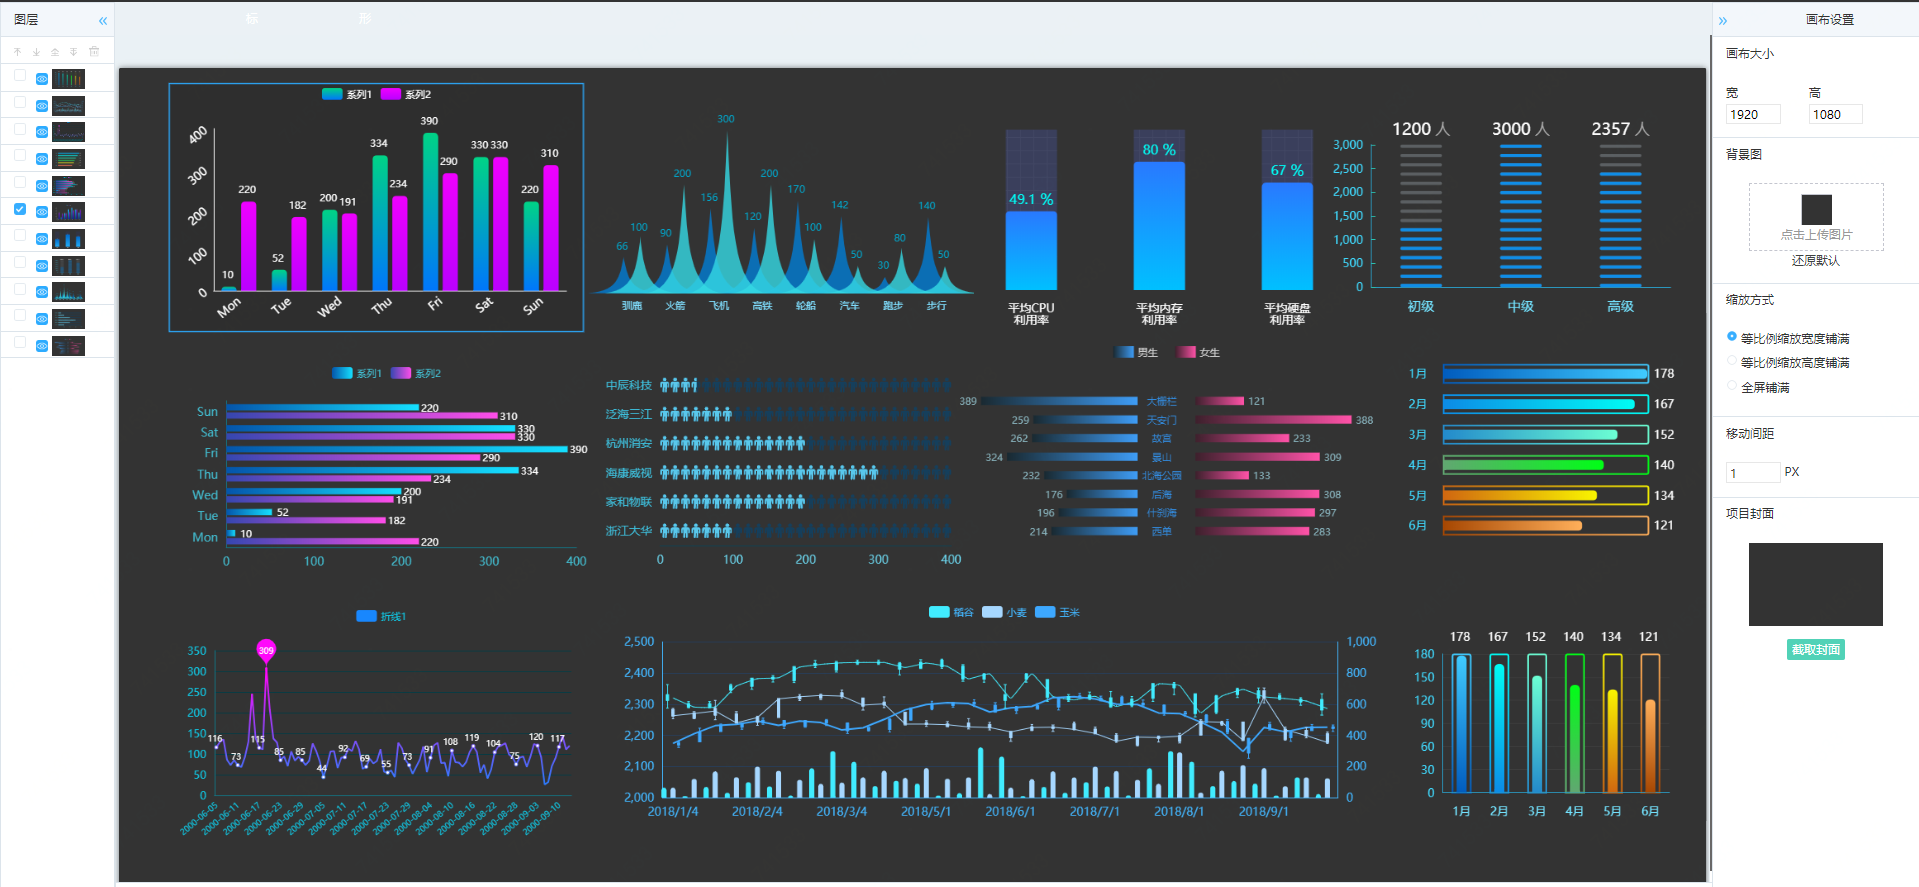 图层
标
形
画布设置
画布大小
宽
高
1920
1080
背景图
点击上传图片
还原默认
缩放方式
等比例缩放宽度铺满
等比例缩放高度铺满
全屏铺满
移动间距
1 PX
项目封面
截取封面
系列1 系列2
400
300
200
100
0
10 220 52 182 200 191 334 234 390 290 330 330 220 310
Mon Tue Wed Thu Fri Sat Sun
66 100 90 200 156 300 120 200 170 100 142 50 30 80 140 50
驯鹿 火箭 飞机 高铁 轮船 汽车 跑步 步行
49.1 % 80 % 67 %
平均CPU
利用率
平均内存
利用率
平均硬盘
利用率
1200 人 3000 人 2357 人
3,000
2,500
2,000
1,500
1,000
500
0
初级 中级 高级
系列1 系列2
Sun 220 310
Sat 330 330
Fri 390 290
Thu 334 234
Wed 200 191
Tue 52 182
Mon 10 220
0 100 200 300 400
中辰科技
泛海三江
杭州消安
海康威视
家和物联
浙江大华
0 100 200 300 400
男生 女生
389 大栅栏 121
259 天安门 388
262 故宫 233
324 景山 309
232 北海公园 133
176 后海 308
196 什刹海 297
214 西单 283
1月 178
2月 167
3月 152
4月 140
5月 134
6月 121
折线1
350
300
250
200
150
100
50
0
309
116 73 115 85 85 44 92 69 55 73 91 108 119 104 75 120 117
2000-06-05 2000-06-11 2000-06-17 2000-06-23 2000-06-29 2000-07-05 2000-07-11 2000-07-17 2000-07-23 2000-07-29 2000-08-04 2000-08-10 2000-08-16 2000-08-22 2000-08-28 2000-09-03 2000-09-10
稻谷 小麦 玉米
2,500 1,000
2,400 800
2,300 600
2,200 400
2,100 200
2,000 0
2018/1/4 2018/2/4 2018/3/4 2018/5/1 2018/6/1 2018/7/1 2018/8/1 2018/9/1
178 167 152 140 134 121
180
150
120
90
60
30
0
1月 2月 3月 4月 5月 6月